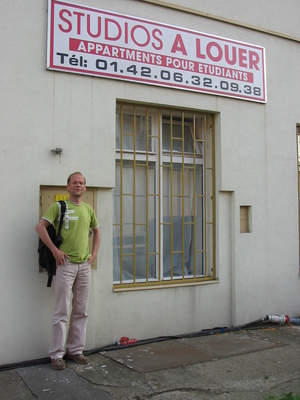 STUDIOS A LOUER
APPARTMENTS POUR ETUDIANTS
Tél: 01.42.06.32.09.38